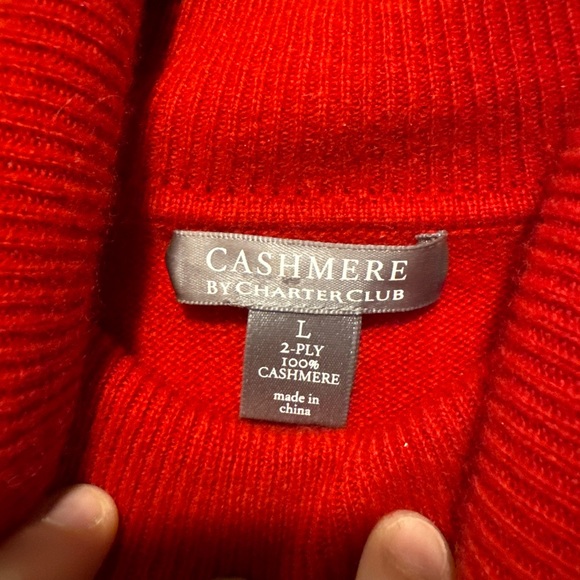 CASHMERE
BY CHARTER CLUB
L
2-PLY
100%
CASHMERE
made in
china